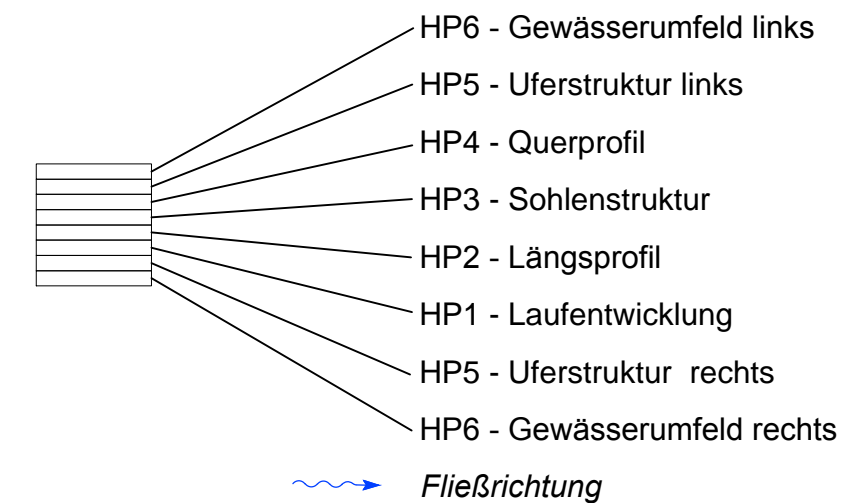 HP6 - Gewässerumfeld links
HP5 - Uferstruktur links
HP4 - Querprofil
HP3 - Sohlenstruktur
HP2 - Längsprofil
HP1 - Laufentwicklung
HP5 - Uferstruktur rechts
HP6 - Gewässerumfeld rechts
Fließrichtung